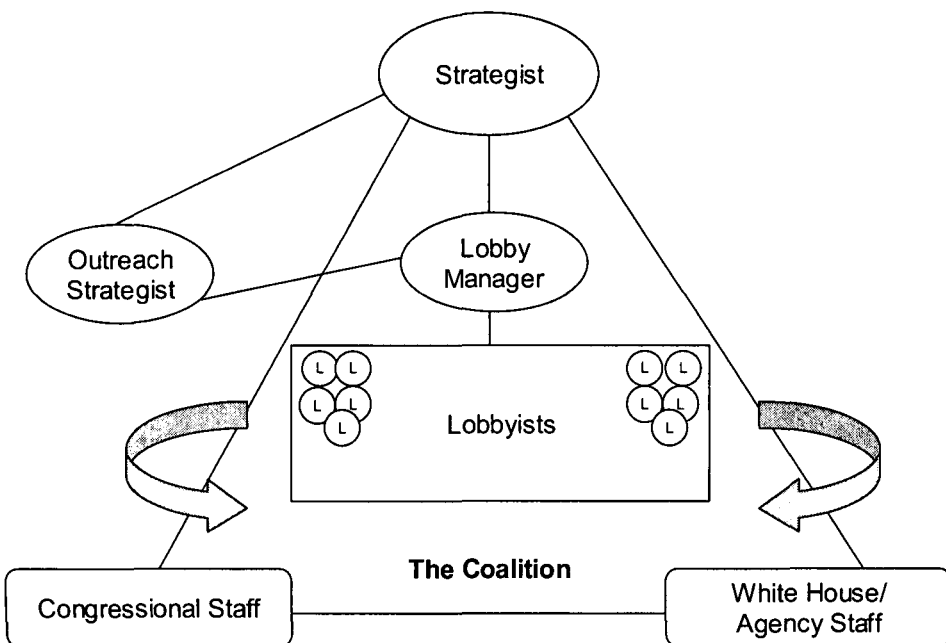 Strategist
Outreach
Strategist
Lobby
Manager
L L L L
L L L L
L L
Lobbyists
The Coalition
Congressional Staff
White House/
Agency Staff